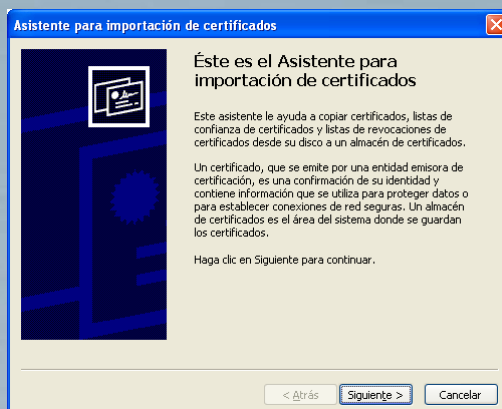 Asistente para importación de certificados
Éste es el Asistente para
importación de certificados
Este asistente le ayuda a copiar certificados, listas de
confianza de certificados y listas de revocaciones de
certificados desde su disco a un almacén de certificados.
Un certificado, que se emite por una entidad emisora de
certificación, es una confirmación de su identidad y
contiene información que se utiliza para proteger datos o
para establecer conexiones de red seguras. Un almacén
de certificados es el área del sistema donde se guardan
los certificados.
Haga clic en Siguiente para continuar.
< Atrás Siguiente > Cancelar